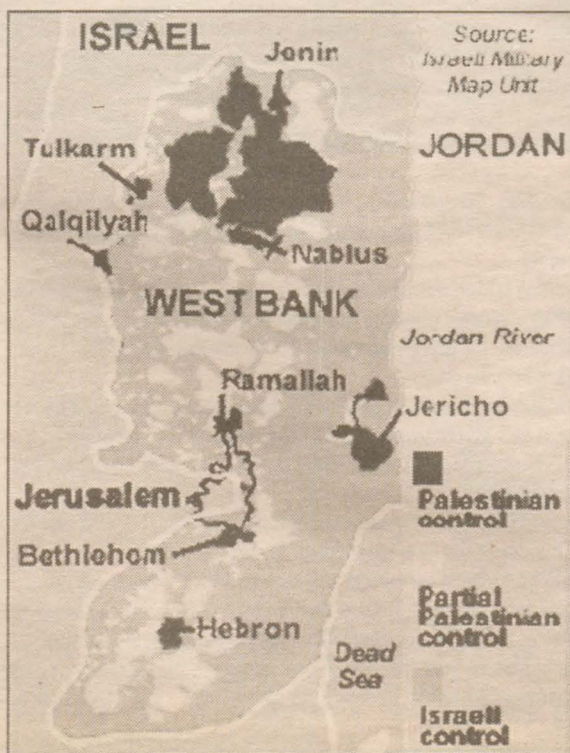 ISRAEL
Jenin
Source:
Israeli Military
Map Unit
Tulkarm
JORDAN
Qalqilyah
Nablus
WEST BANK
Jordan River
Ramallah
Jericho
Jerusalem
Palestinian
control
Bethlehem
Partial
Palestinian
control
Hebron
Dead
Sea
Israeli
control